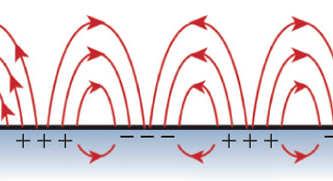 + + + − − − + + + −